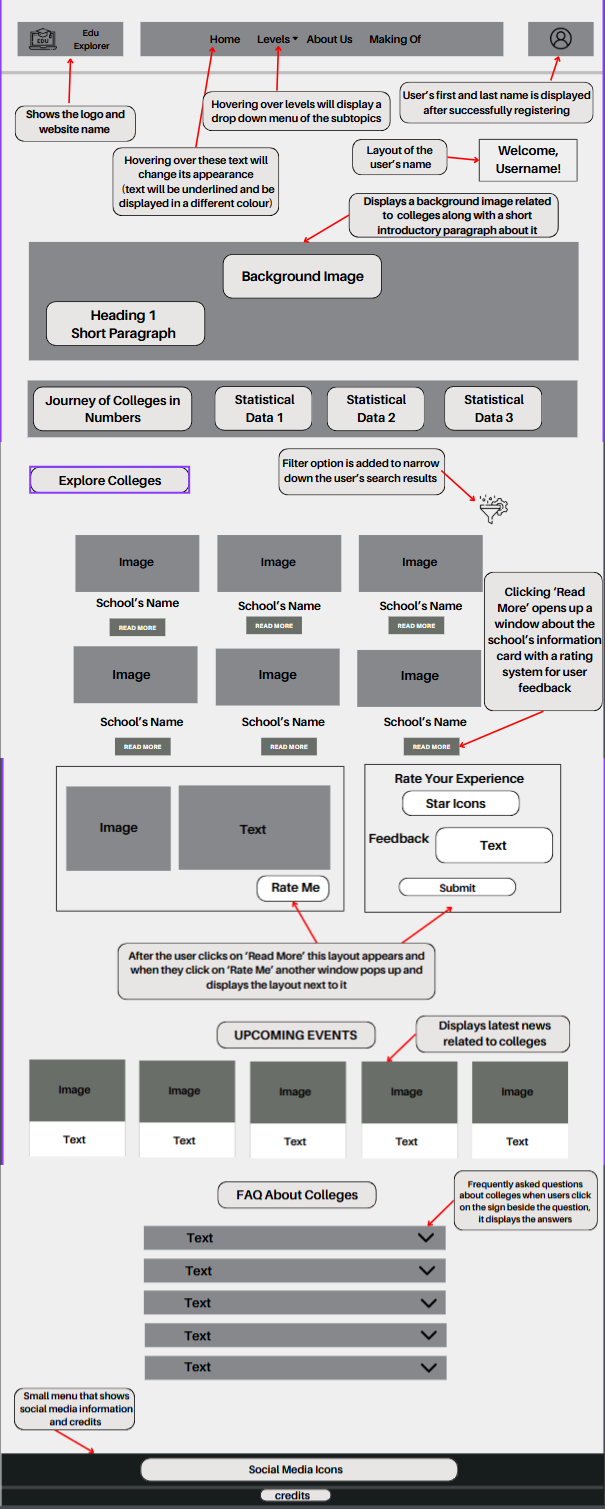 Edu
Explorer
Home Levels About Us Making Of
Shows the logo and
website name
Hovering over levels will display a
drop down menu of the subtopics
User's first and last name is displayed
after successfully registering
Hovering over these text will
change its appearance
(text will be underlined and be
displayed in a different colour)
Layout of the
user's name
Welcome,
Username!
Displays a background image related
to colleges along with a short
introductory paragraph about it
Background Image
Heading 1
Short Paragraph
Journey of Colleges in
Numbers
Statistical
Data 1
Statistical
Data 2
Statistical
Data 3
Explore Colleges
Filter option is added to narrow
down the user's search results
Image
Image
Image
School's Name
School's Name
School's Name
READ MORE
READ MORE
READ MORE
Clicking 'Read
More' opens up a
window about the
school's information
card with a rating
system for user
feedback
Image
Image
Image
School's Name
School's Name
School's Name
READ MORE
READ MORE
READ MORE
Image
Text
Rate Me
Rate Your Experience
Star Icons
Feedback
Text
Submit
After the user clicks on 'Read More' this layout appears and
when they click on 'Rate Me' another window pops up and
displays the layout next to it
UPCOMING EVENTS
Displays latest news
related to colleges
Image
Image
Image
Image
Image
Text
Text
Text
Text
Text
FAQ About Colleges
Frequently asked questions
about colleges when users click
on the sign beside the question,
it displays the answers
Text
Text
Text
Text
Text
Small menu that shows
social media information
and credits
Social Media Icons
credits